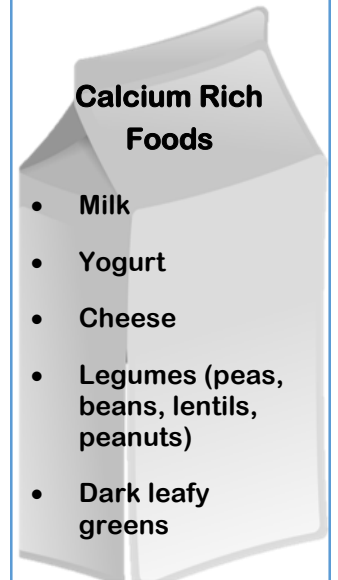 Calcium Rich
Foods
• Milk
• Yogurt
• Cheese
• Legumes (peas,
beans, lentils,
peanuts)
• Dark leafy
greens